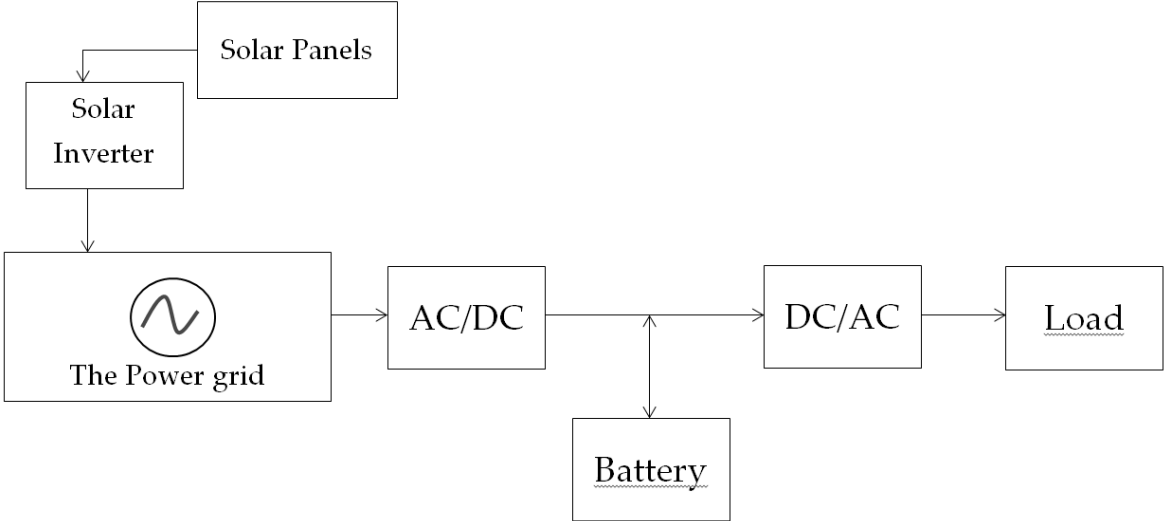 Solar Panels
Solar
Inverter
The Power grid
AC/DC
DC/AC
Load
Battery